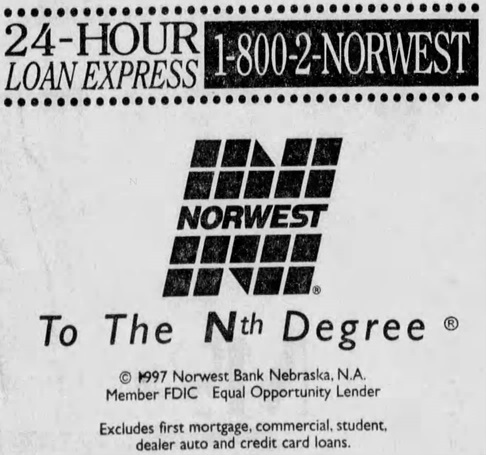 24-HOUR
LOAN EXPRESS
1-800-2-NORWEST
NORWEST
®
To The Nth Degree ®
© 1997 Norwest Bank Nebraska, N.A.
Member FDIC Equal Opportunity Lender
Excludes first mortgage, commercial, student,
dealer auto and credit card loans.